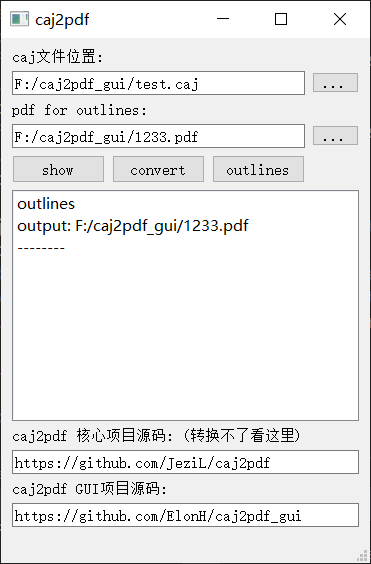 caj2pdf
caj文件位置:
F:/caj2pdf_gui/test.caj
...
pdf for outlines:
F:/caj2pdf_gui/1233.pdf
...
show convert outlines
outlines
output: F:/caj2pdf_gui/1233.pdf
--------
caj2pdf 核心项目源码: (转换不了看这里)
https://github.com/JeziL/caj2pdf
caj2pdf GUI项目源码:
https://github.com/ElonH/caj2pdf_gui